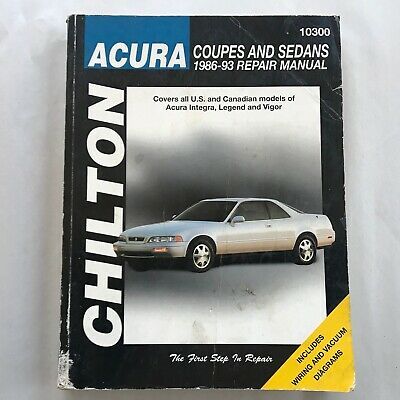 10300
ACURA
COUPES AND SEDANS
1986-93 REPAIR MANUAL
Covers all U.S. and Canadian models of
Acura Integra, Legend and Vigor
CHILTON
The First Step In Repair
INCLUDES
WIRING AND VACUUM
DIAGRAMS